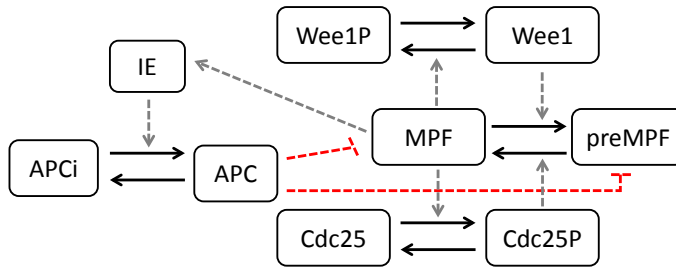 Wee1P
Wee1
IE
MPF
preMPF
APCi
APC
Cdc25
Cdc25P